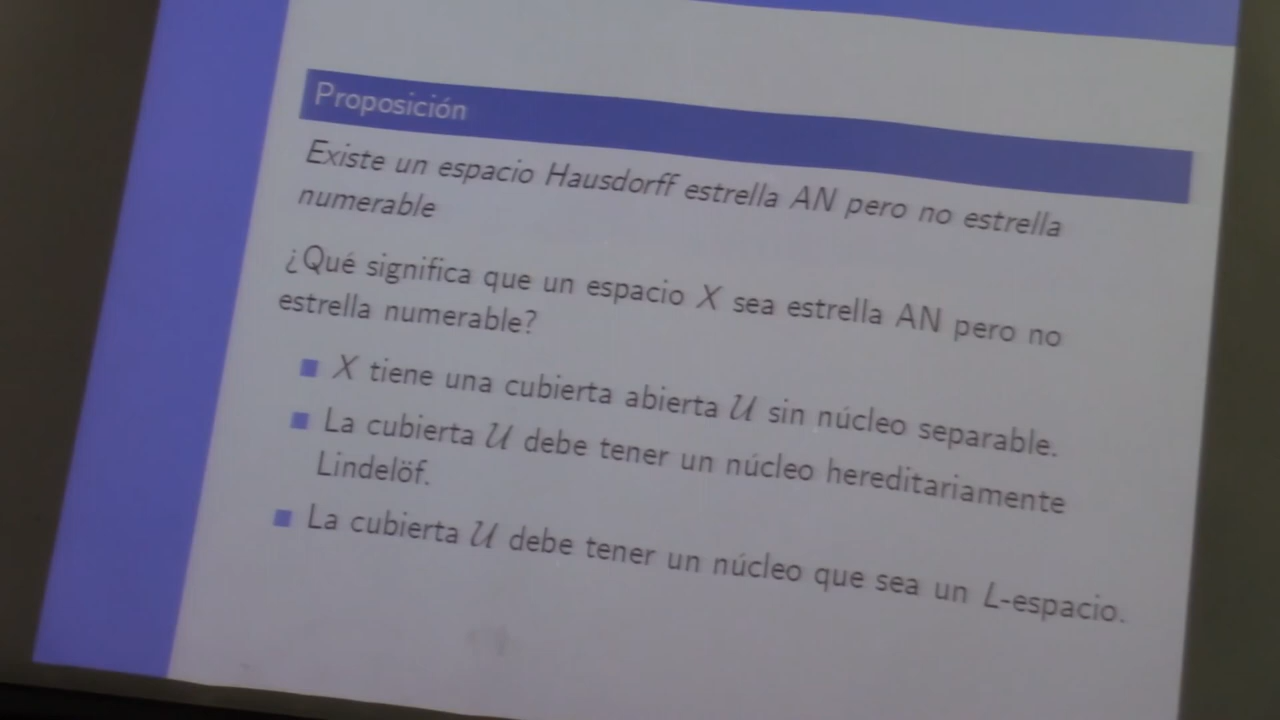 Proposición
Existe un espacio Hausdorff estrella AN pero no estrella
numerable
¿Qué significa que un espacio X sea estrella AN pero no
estrella numerable?
X tiene una cubierta abierta 𝒰 sin núcleo separable.
La cubierta 𝒰 debe tener un núcleo hereditariamente
Lindelöf.
La cubierta 𝒰 debe tener un núcleo que sea un L-espacio.